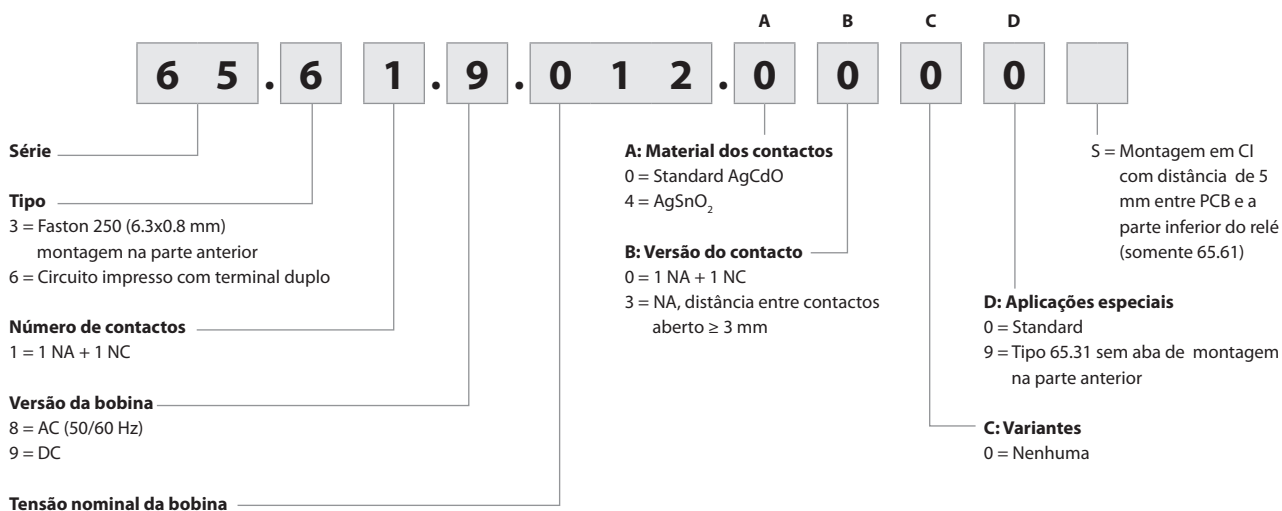 A B C D
6 5 . 6 1 . 9 . 0 1 2 . 0 0 0 0
Série
Tipo
3 = Faston 250 (6.3x0.8 mm)
montagem na parte anterior
6 = Circuito impresso com terminal duplo
Número de contactos
1 = 1 NA + 1 NC
Versão da bobina
8 = AC (50/60 Hz)
9 = DC
Tensão nominal da bobina
A: Material dos contactos
0 = Standard AgCdO
4 = AgSnO₂
B: Versão do contacto
0 = 1 NA + 1 NC
3 = NA, distância entre contactos
aberto ≥ 3 mm
S = Montagem em CI
com distância de 5
mm entre PCB e a
parte inferior do relé
(somente 65.61)
D: Aplicações especiais
0 = Standard
9 = Tipo 65.31 sem aba de montagem
na parte anterior
C: Variantes
0 = Nenhuma